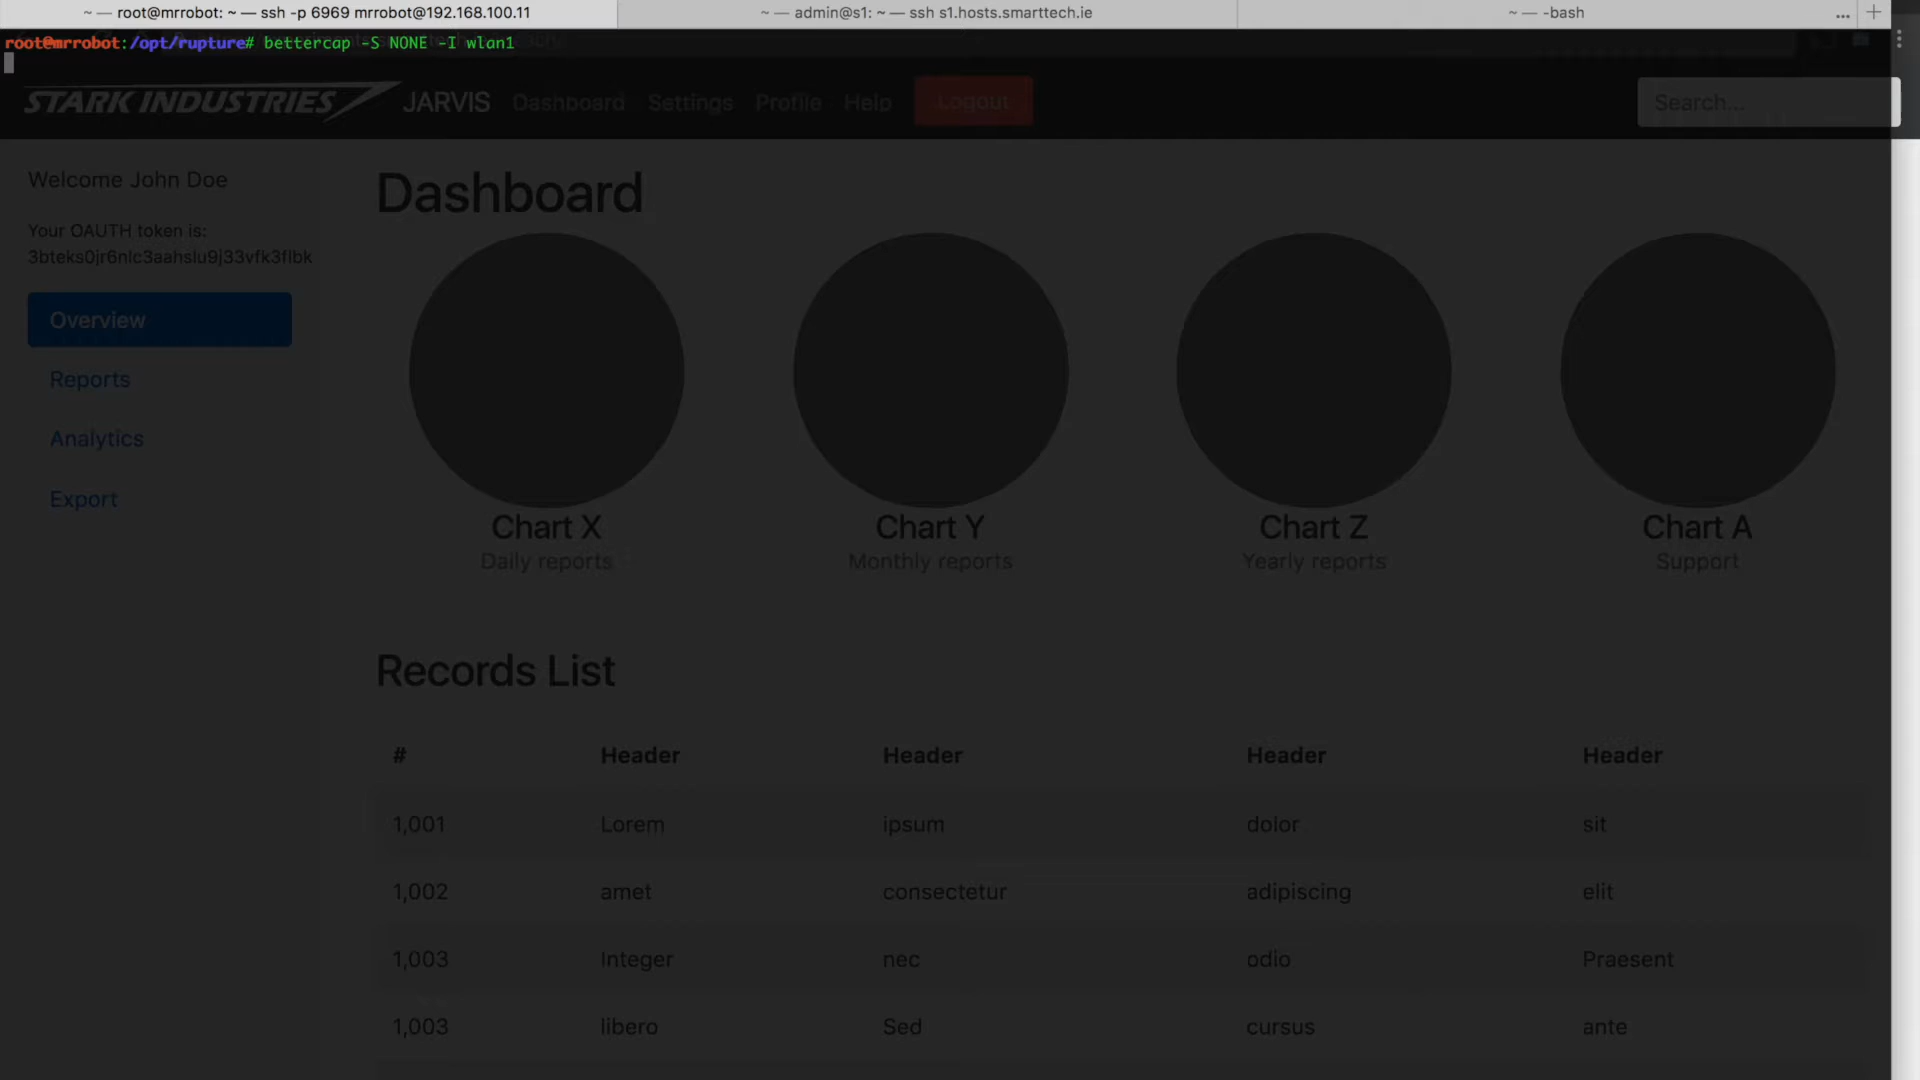 ~ — root@mrrobot: ~ — ssh -p 6969 mrrobot@192.168.100.11
~ — admin@s1: ~ — ssh s1.hosts.smarttech.ie
~ — -bash
... +
root@mrrobot:/opt/rupture# bettercap -S NONE -I wlan1
STARK INDUSTRIES JARVIS Dashboard Settings Profile Help Logout Search...
Welcome John Doe
Your OAUTH token is:
3bteks0jr6nlc3aahslu9j33vfk3flbk
Overview
Reports
Analytics
Export
Dashboard
Chart X Chart Y Chart Z Chart A
Daily reports Monthly reports Yearly reports Support
Records List
# Header Header Header Header
1,001 Lorem ipsum dolor sit
1,002 amet consectetur adipiscing elit
1,003 Integer nec odio Praesent
1,003 libero Sed cursus ante